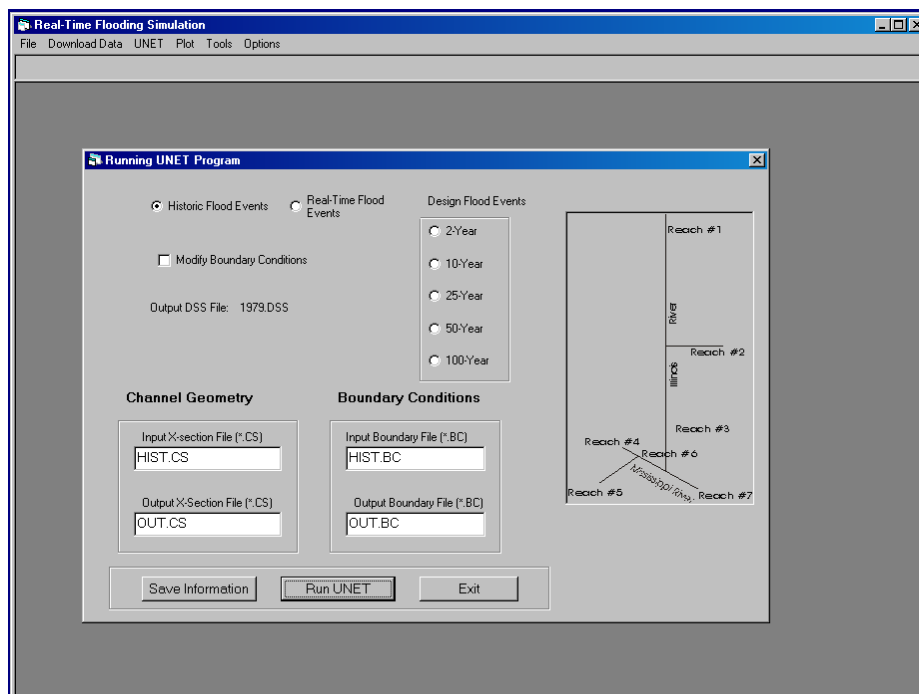 Real-Time Flooding Simulation
File Download Data UNET Plot Tools Options
Running UNET Program
Historic Flood Events
Real-Time Flood
Events
Modify Boundary Conditions
Output DSS File: 1979.DSS
Design Flood Events
2-Year
10-Year
25-Year
50-Year
100-Year
Reach #1
River
Reach #2
Illinois
Reach #3
Reach #4
Reach #6
Mississippi River
Reach #5
Reach #7
Channel Geometry
Input X-section File (*.CS)
HIST.CS
Output X-Section File (*.CS)
OUT.CS
Boundary Conditions
Input Boundary File (*.BC)
HIST.BC
Output Boundary File (*.BC)
OUT.BC
Save Information
Run UNET
Exit